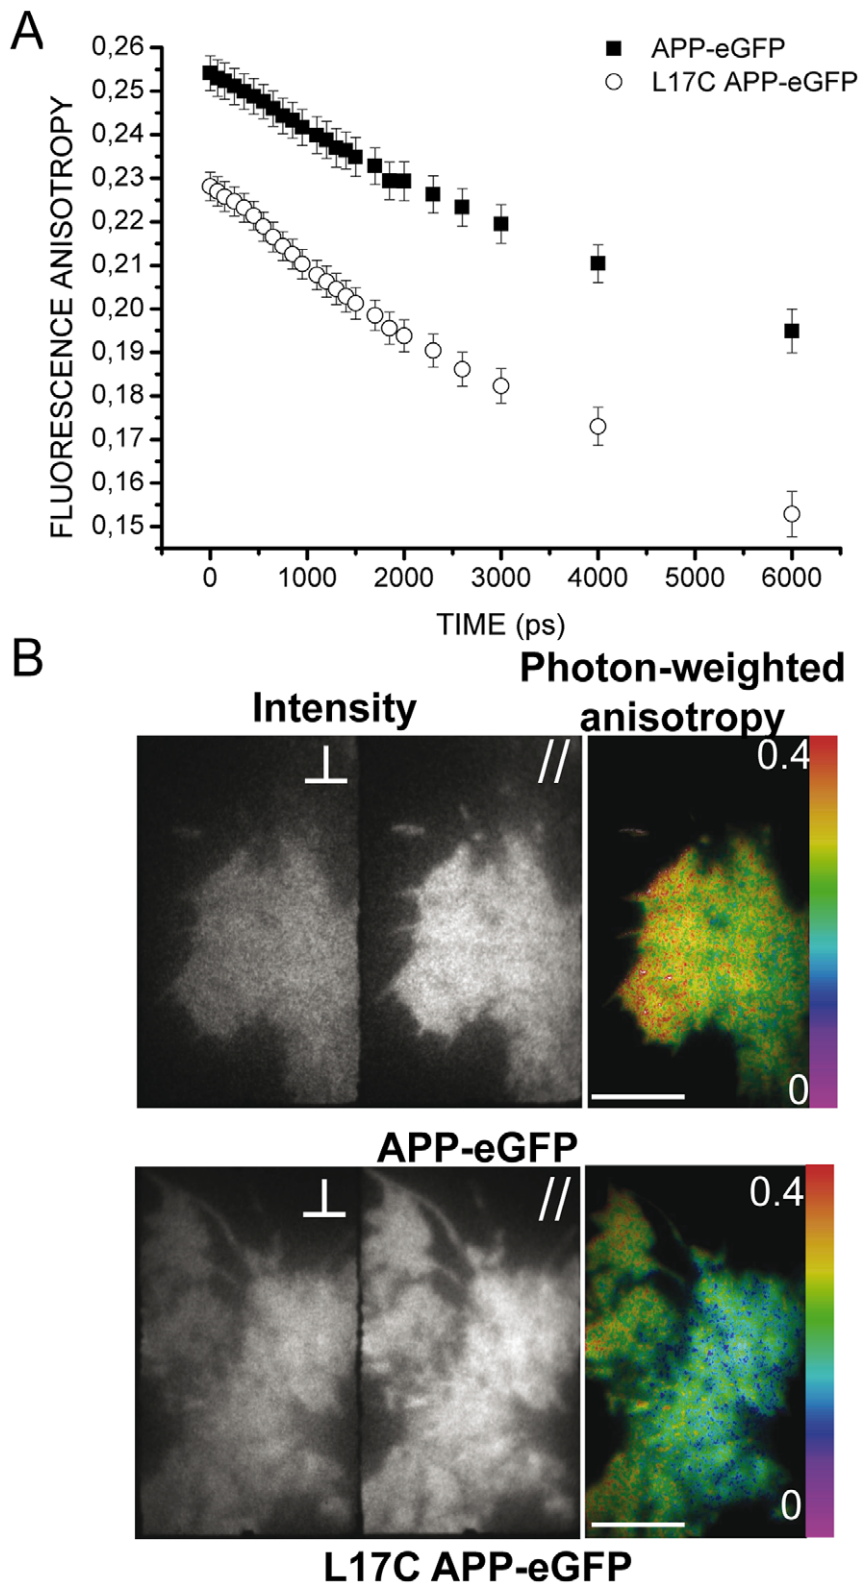 A
APP-eGFP
L17C APP-eGFP
FLUORESCENCE ANISOTROPY
0,26
0,25
0,24
0,23
0,22
0,21
0,20
0,19
0,18
0,17
0,16
0,15
0 1000 2000 3000 4000 5000 6000
TIME (ps)
B
Intensity
Photon-weighted
anisotropy
⊥ //
0.4
0
APP-eGFP
⊥ //
0.4
0
L17C APP-eGFP